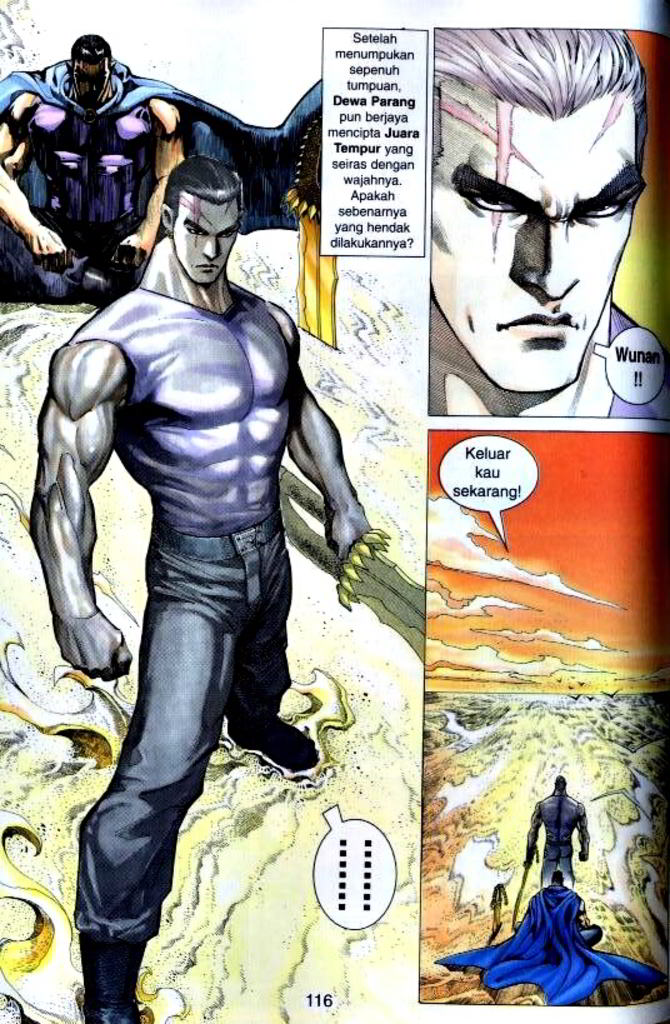 Setelah
menumpukan
sepenuh
tumpuan,
Dewa Parang
pun berjaya
mencipta Juara
Tempur yang
seiras dengan
wajahnya.
Apakah
sebenarnya
yang hendak
dilakukannya?
Wunan
!!
Keluar
kau
sekarang!
116